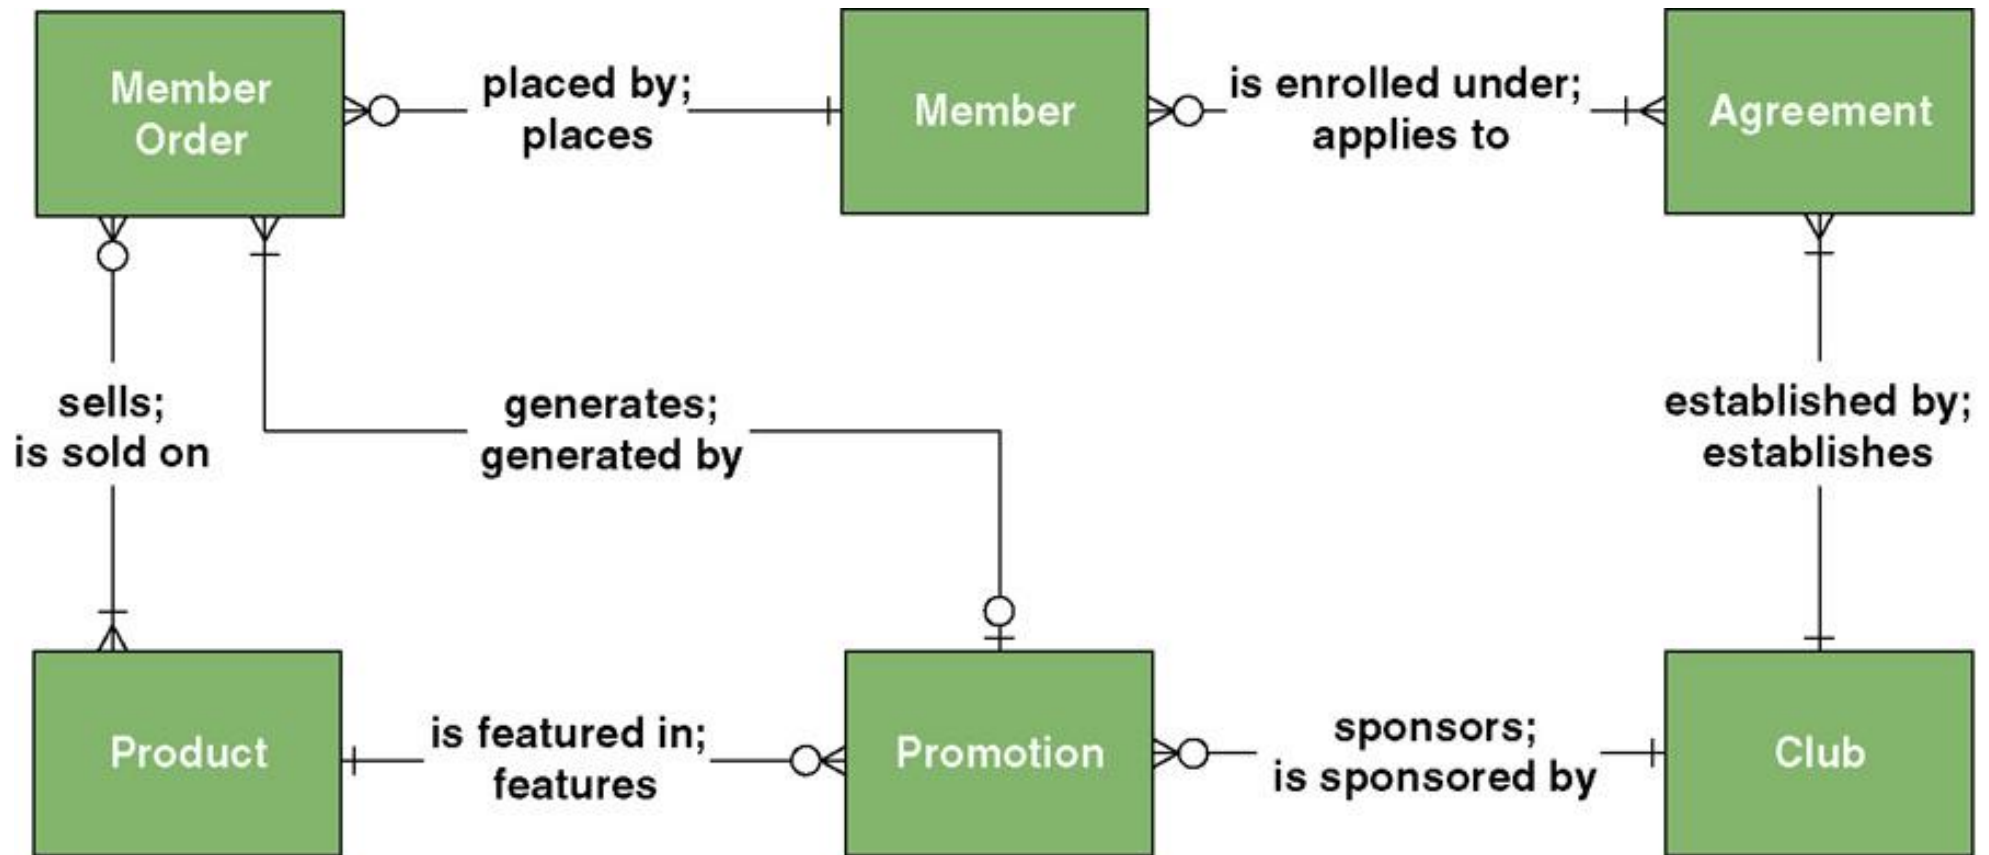 Member
Order
placed by;
places
Member
is enrolled under;
applies to
Agreement
sells;
is sold on
generates;
generated by
established by;
establishes
Product
is featured in;
features
Promotion
sponsors;
is sponsored by
Club